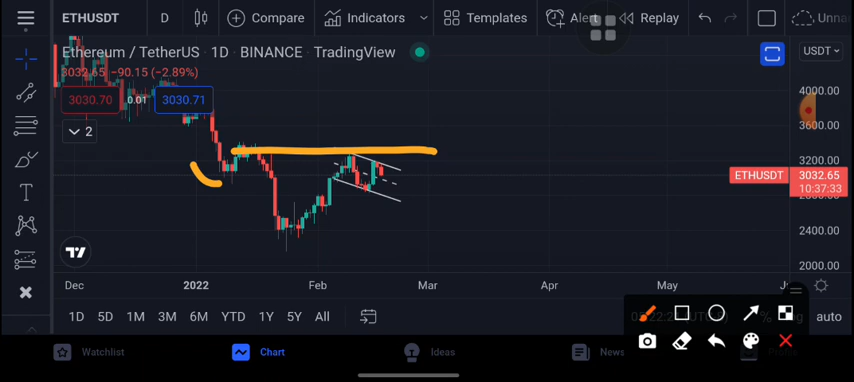 ETHUSDT D Compare Indicators Templates Alert Replay Unna
Ethereum / TetherUS · 1D · BINANCE · TradingView USDT
3032.65 −90.15 (−2.89%)
3030.70 0.01 3030.71
4000.00
2
3600.00
3200.00
ETHUSDT 3032.65
10:37:33
2400.00
2000.00
Dec 2022 Feb Mar Apr May
1D 5D 1M 3M 6M YTD 1Y 5Y All % auto
Watchlist Chart Ideas News